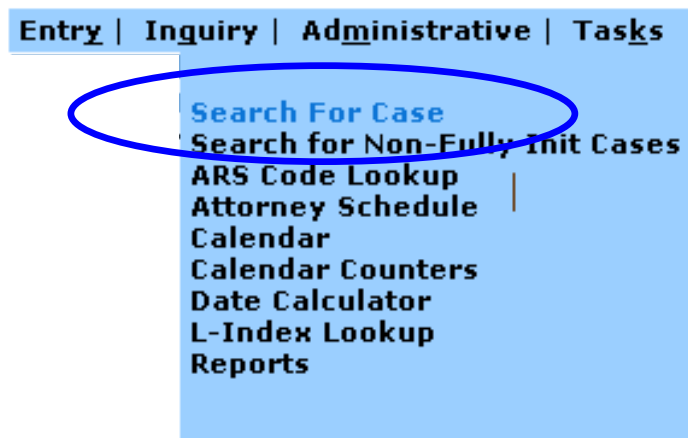 Entry | Inquiry | Administrative | Tasks
Search For Case
Search for Non-Fully Init Cases
ARS Code Lookup
Attorney Schedule
Calendar
Calendar Counters
Date Calculator
L-Index Lookup
Reports